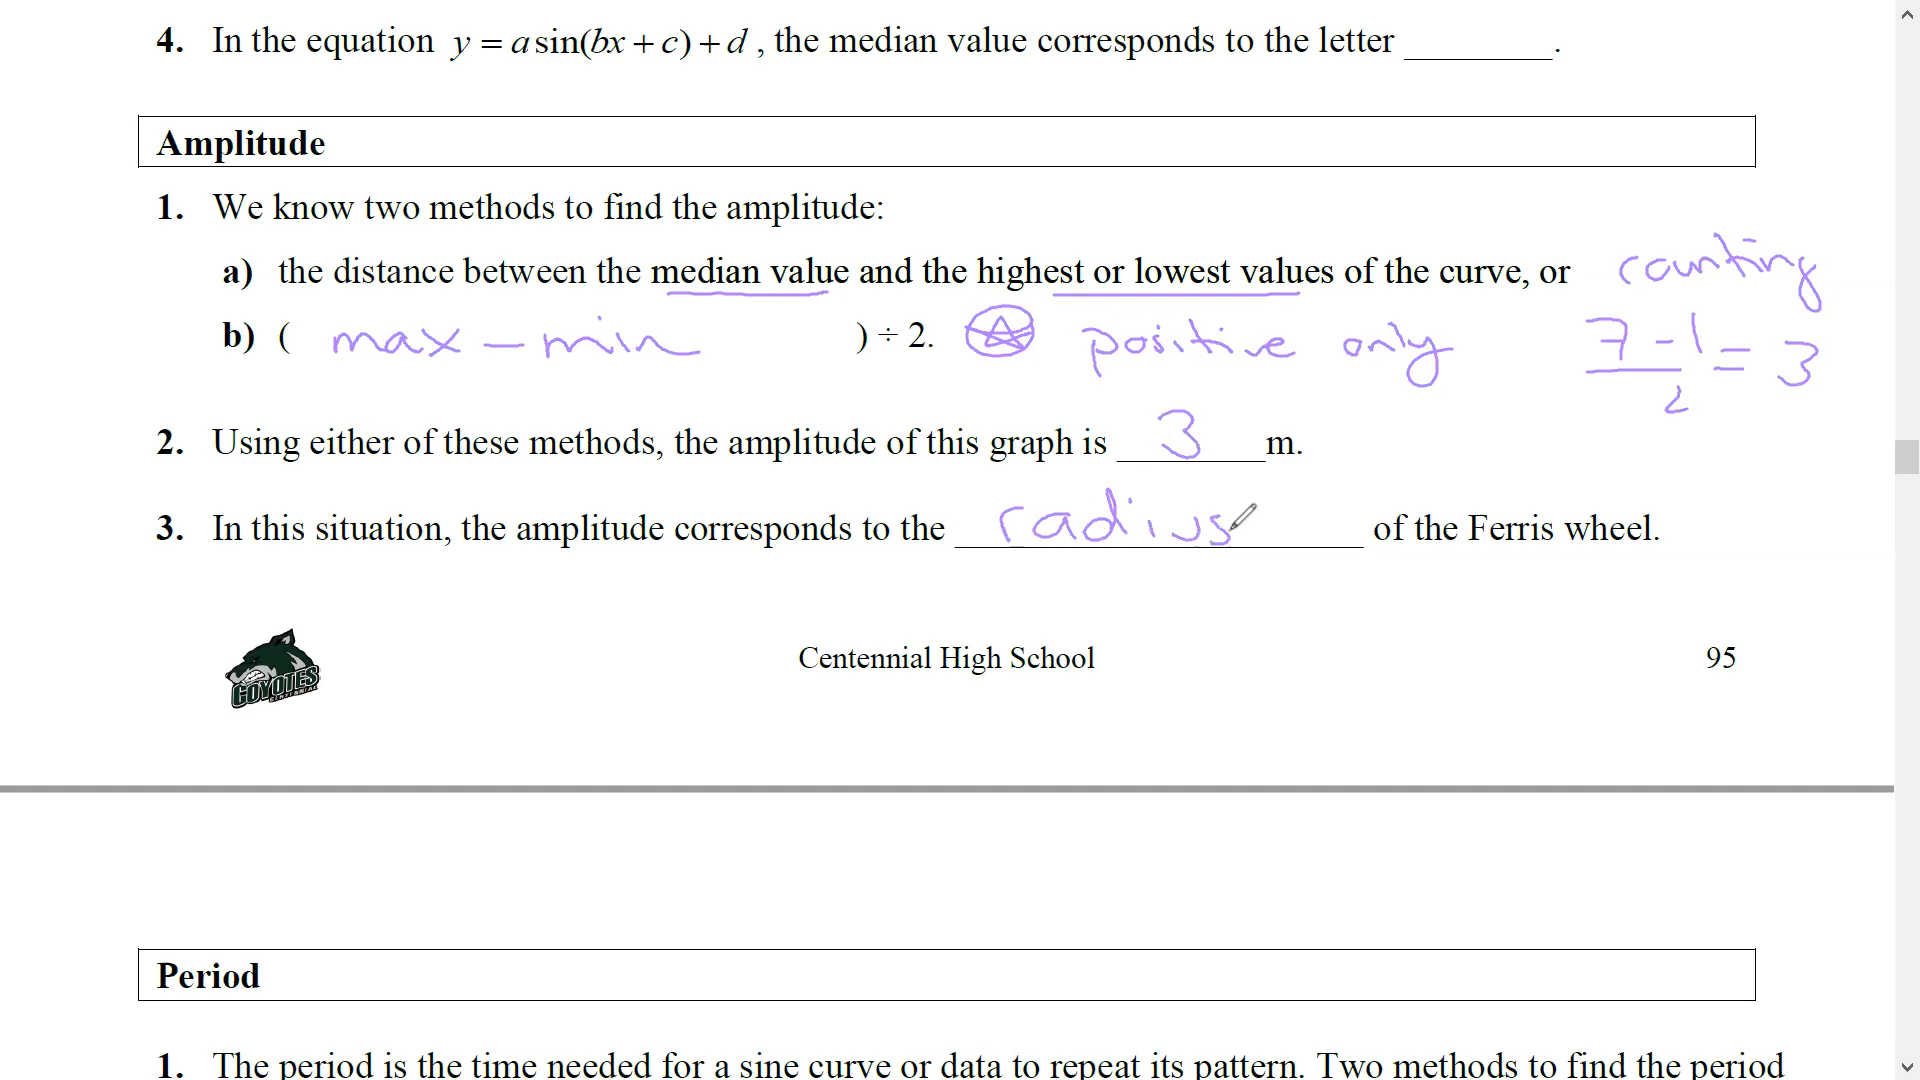 4. In the equation y = a sin(bx + c) + d, the median value corresponds to the letter ________.
Amplitude
1. We know two methods to find the amplitude:
a) the distance between the median value and the highest or lowest values of the curve, or counting
b) ( max – min ) ÷ 2. positive only 7 – 1 / 2 = 3
2. Using either of these methods, the amplitude of this graph is 3 m.
3. In this situation, the amplitude corresponds to the radius of the Ferris wheel.
COYOTES
CENTENNIAL
Centennial High School
95
Period
1. The period is the time needed for a sine curve or data to repeat its pattern. Two methods to find the period